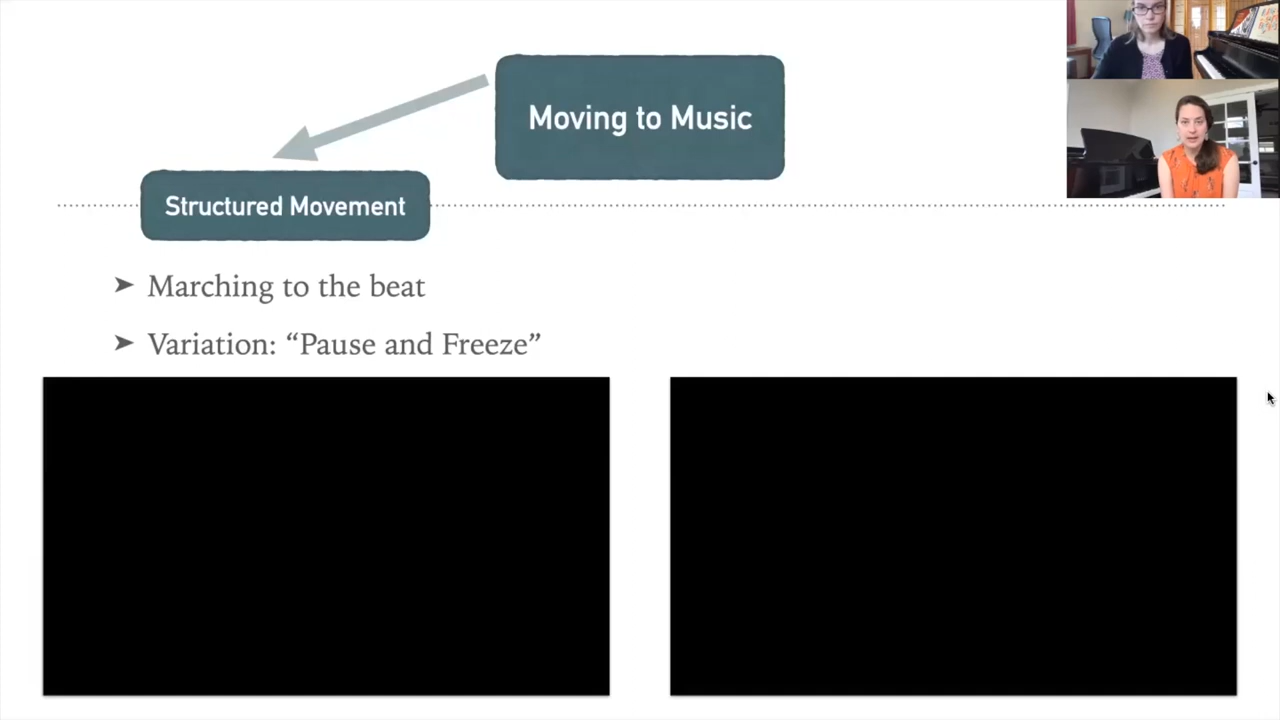 Moving to Music
Structured Movement
➤ Marching to the beat
➤ Variation: “Pause and Freeze”